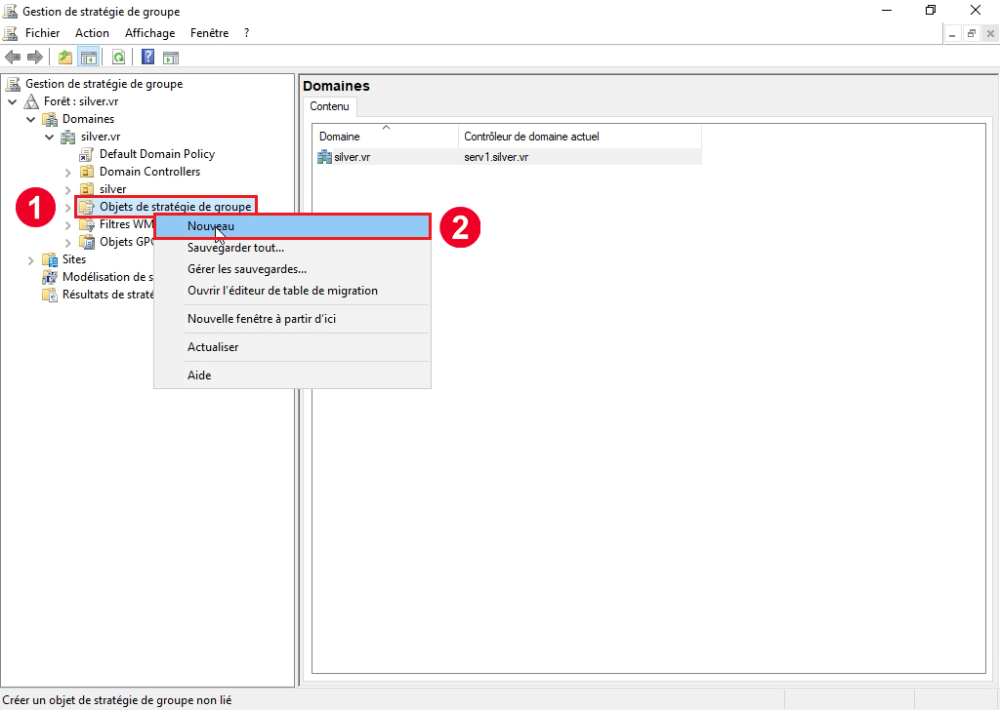 Gestion de stratégie de groupe
Fichier Action Affichage Fenêtre ?
Gestion de stratégie de groupe
Forêt : silver.vr
Domaines
silver.vr
Default Domain Policy
Domain Controllers
silver
1 Objets de stratégie de groupe
Filtres WM
Objets GP
Sites
Modélisation de s
Résultats de straté
Nouveau 2
Sauvegarder tout...
Gérer les sauvegardes...
Ouvrir l'éditeur de table de migration
Nouvelle fenêtre à partir d'ici
Actualiser
Aide
Domaines
Contenu
Domaine Contrôleur de domaine actuel
silver.vr serv1.silver.vr
Créer un objet de stratégie de groupe non lié